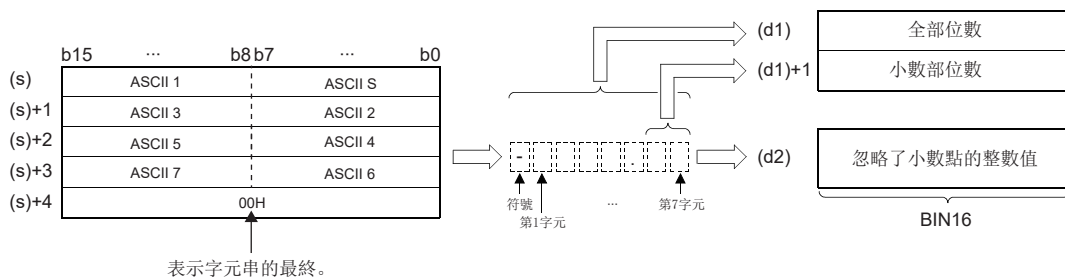 b15 ... b8 b7 ... b0
(s) ASCII 1 ASCII S
(s)+1 ASCII 3 ASCII 2
(s)+2 ASCII 5 ASCII 4
(s)+3 ASCII 7 ASCII 6
(s)+4 00H
表示字元串的最終。
- .
符號
第1字元
...
第7字元
(d1) 全部位數
(d1)+1 小數部位數
(d2) 忽略了小數點的整數值
BIN16